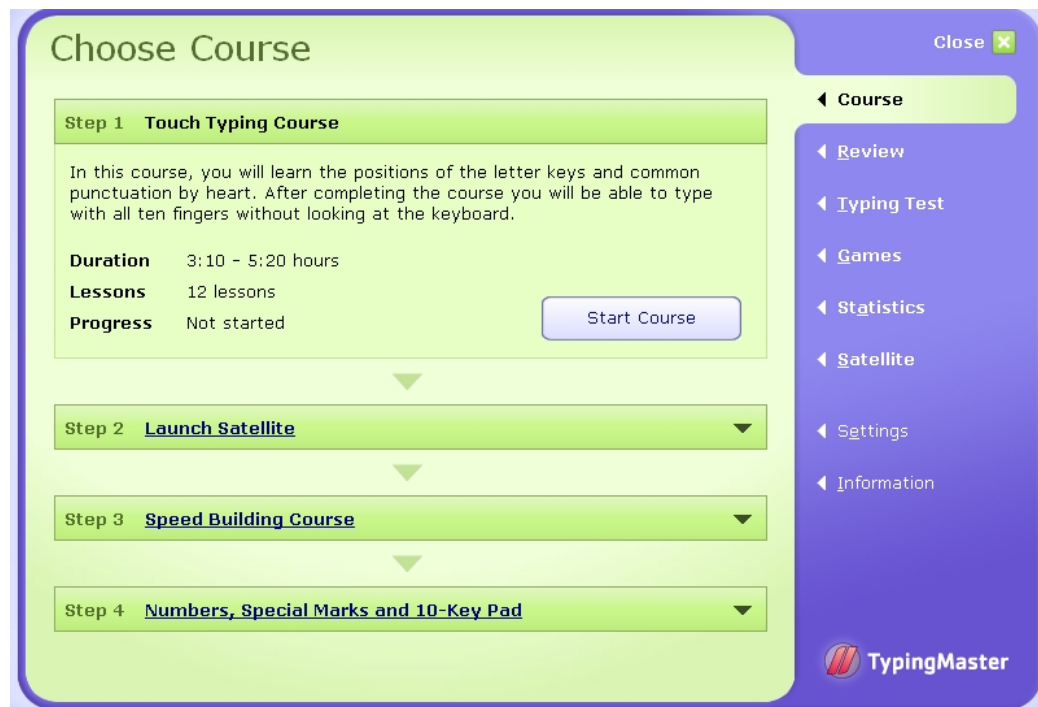 Choose Course
Step 1 Touch Typing Course
In this course, you will learn the positions of the letter keys and common
punctuation by heart. After completing the course you will be able to type
with all ten fingers without looking at the keyboard.
Duration 3:10 - 5:20 hours
Lessons 12 lessons
Progress Not started
Start Course
Step 2 Launch Satellite
Step 3 Speed Building Course
Step 4 Numbers, Special Marks and 10-Key Pad
Close
Course
Review
Typing Test
Games
Statistics
Satellite
Settings
Information
TypingMaster